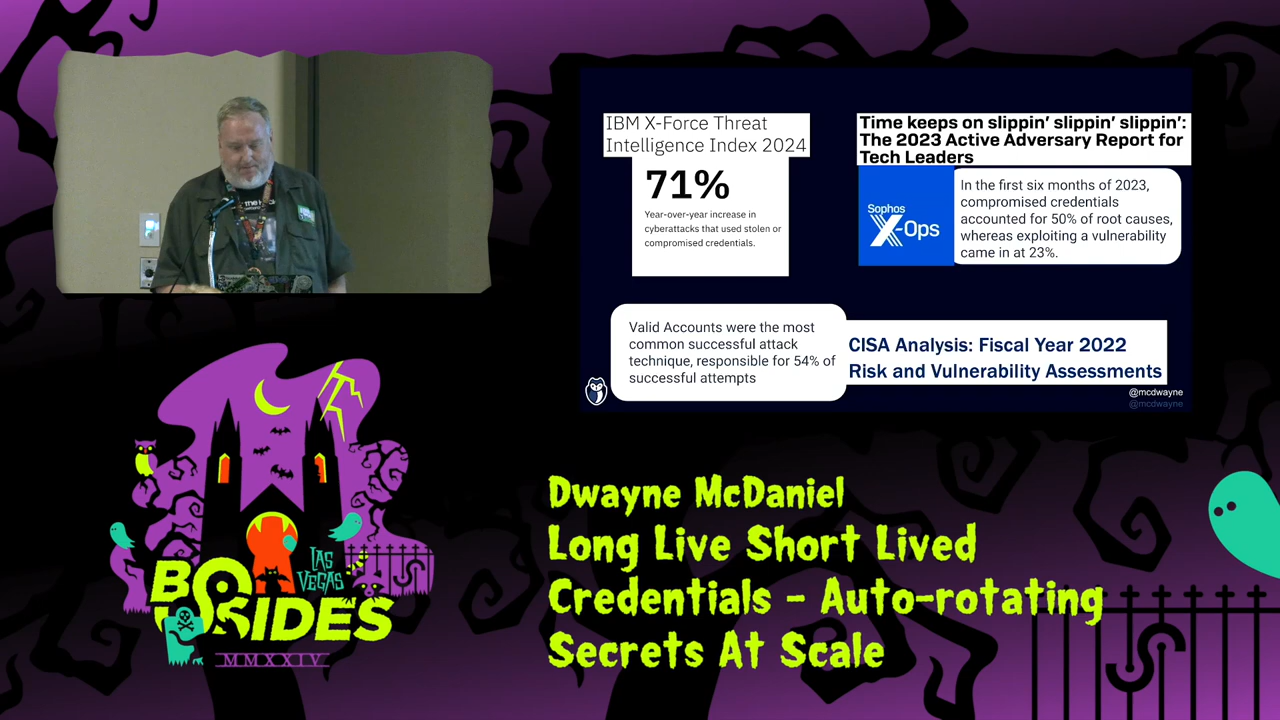 IBM X-Force Threat
Intelligence Index 2024
71%
Year-over-year increase in
cyberattacks that used stolen or
compromised credentials.
Time keeps on slippin’ slippin’ slippin’:
The 2023 Active Adversary Report for
Tech Leaders
Sophos
X-Ops
In the first six months of 2023,
compromised credentials
accounted for 50% of root causes,
whereas exploiting a vulnerability
came in at 23%.
Valid Accounts were the most
common successful attack
technique, responsible for 54% of
successful attempts
CISA Analysis: Fiscal Year 2022
Risk and Vulnerability Assessments
@mcdwayne
@mcdwayne
LAS
VEGAS
BSIDES
MMXXIV
Dwayne McDaniel
Long Live Short Lived
Credentials - Auto-rotating
Secrets At Scale